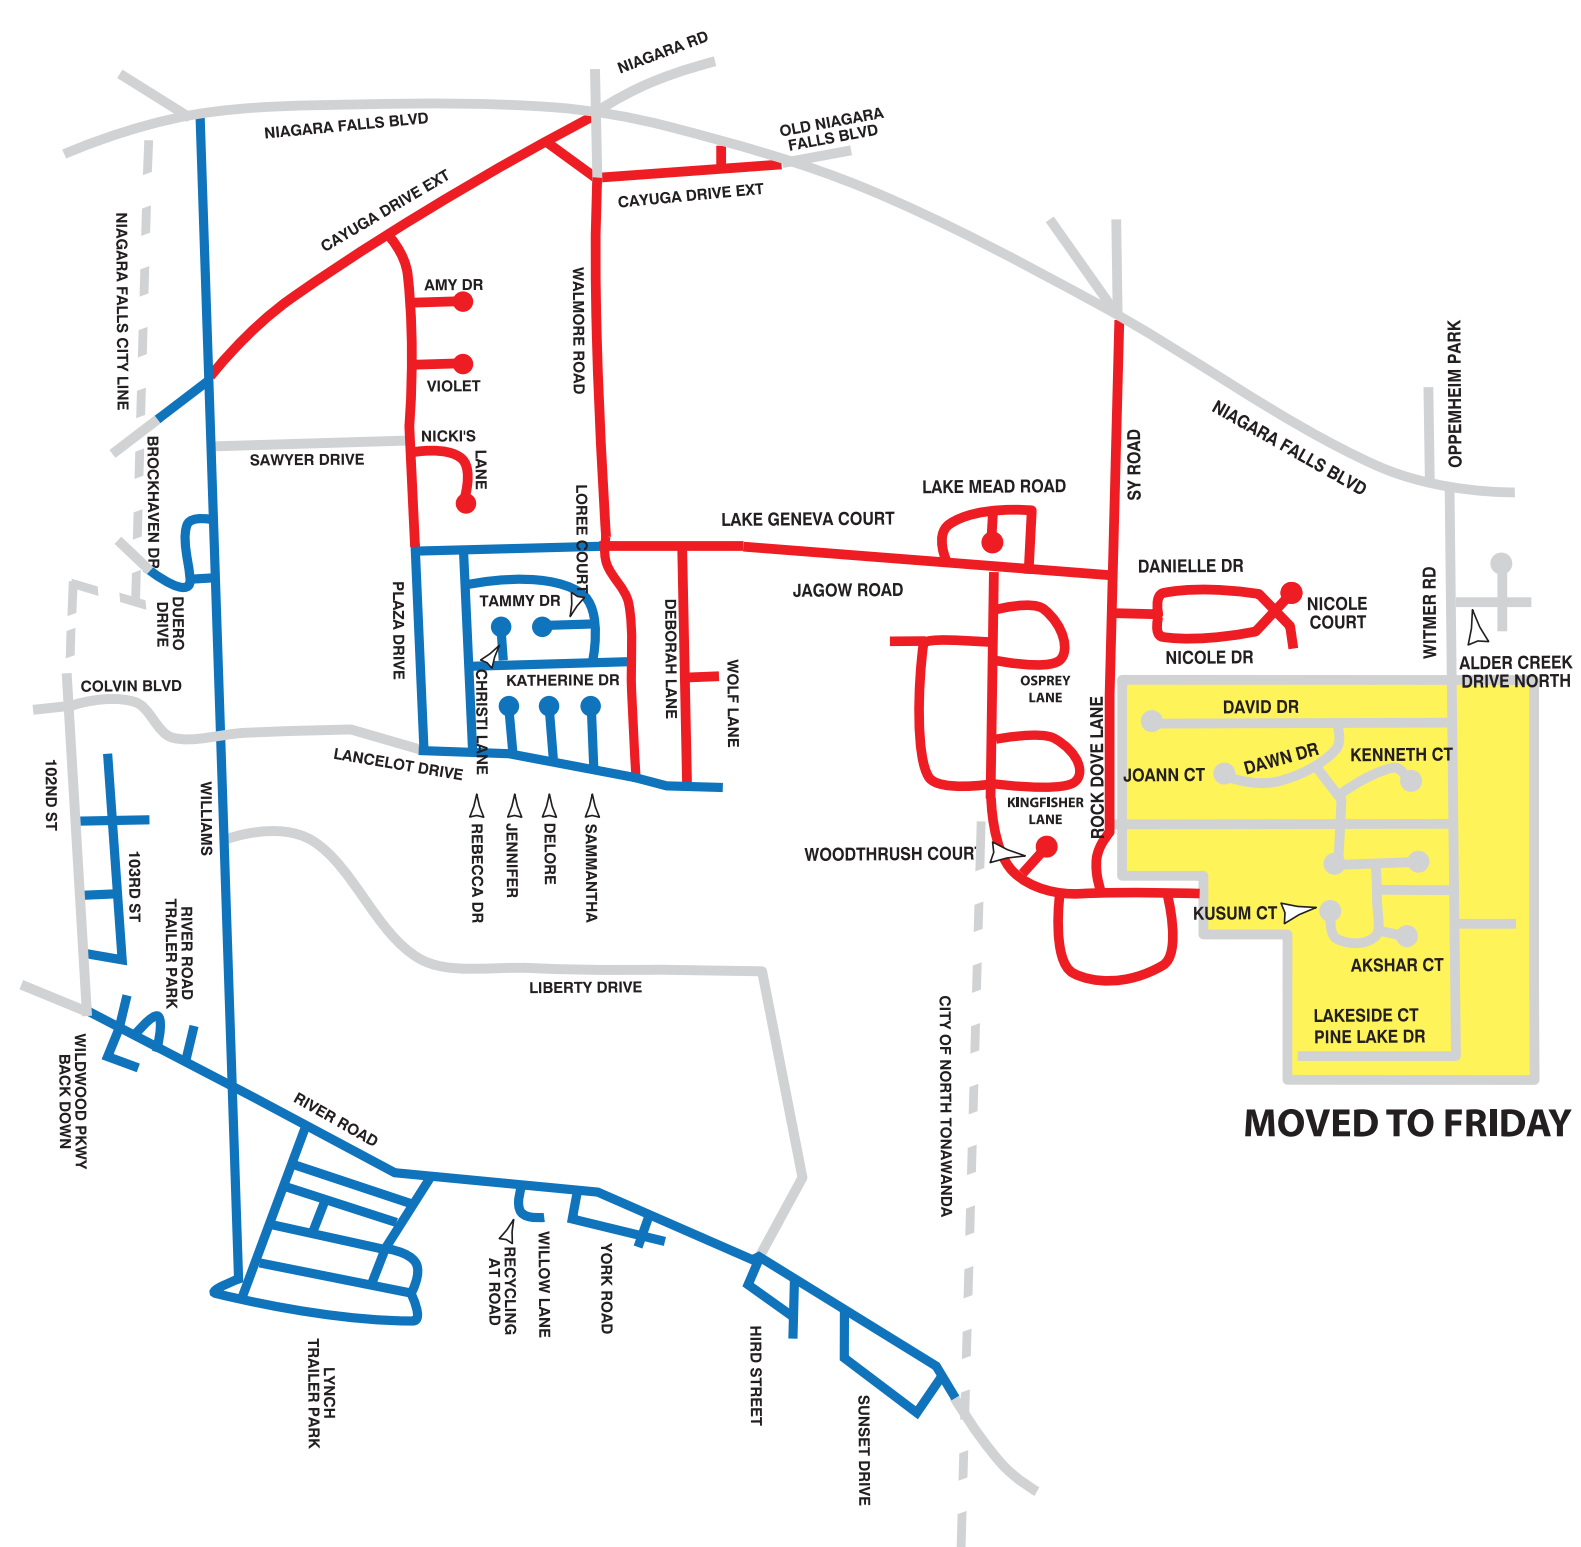 NIAGARA RD
NIAGARA FALLS BLVD
OLD NIAGARA
FALLS BLVD
CAYUGA DRIVE EXT
CAYUGA DRIVE EXT
NIAGARA FALLS CITY LINE
AMY DR
WALMORE ROAD
VIOLET
OPPEMHEIM PARK
NIAGARA FALLS BLVD
BROCKHAVEN DR
SAWYER DRIVE
NICKI'S
LANE
SY ROAD
LOREE COURT
LAKE MEAD ROAD
LAKE GENEVA COURT
JAGOW ROAD
DANIELLE DR
NICOLE
COURT
NICOLE DR
WITMER RD
ALDER CREEK
DRIVE NORTH
DUERO
DRIVE
PLAZA DRIVE
TAMMY DR
KATHERINE DR
CHRISTI LANE
DEBORAH LANE
WOLF LANE
OSPREY
LANE
ROCK DOVE LANE
COLVIN BLVD
LANCELOT DRIVE
DAVID DR
DAWN DR
KENNETH CT
JOANN CT
102ND ST
WILLIAMS
103RD ST
REBECCA DR
JENNIFER
DELORE
SAMMANTHA
KINGFISHER
LANE
WOODTHRUSH COURT
KUSUM CT
AKSHAR CT
RIVER ROAD
TRAILER PARK
LIBERTY DRIVE
LAKESIDE CT
PINE LAKE DR
CITY OF NORTH TONAWANDA
WILDWOOD PKWY
BACK DOWN
RIVER ROAD
MOVED TO FRIDAY
RECYCLING
AT ROAD
WILLOW LANE
YORK ROAD
HIRD STREET
SUNSET DRIVE
LYNCH
TRAILER PARK